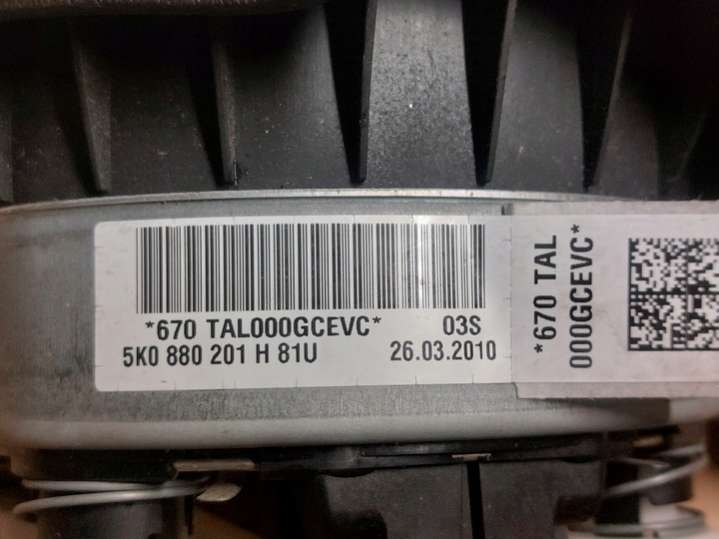 *670 TAL000GCEVC* 03S
5K0 880 201 H 81U 26.03.2010
*670 TAL
000GCEVC*